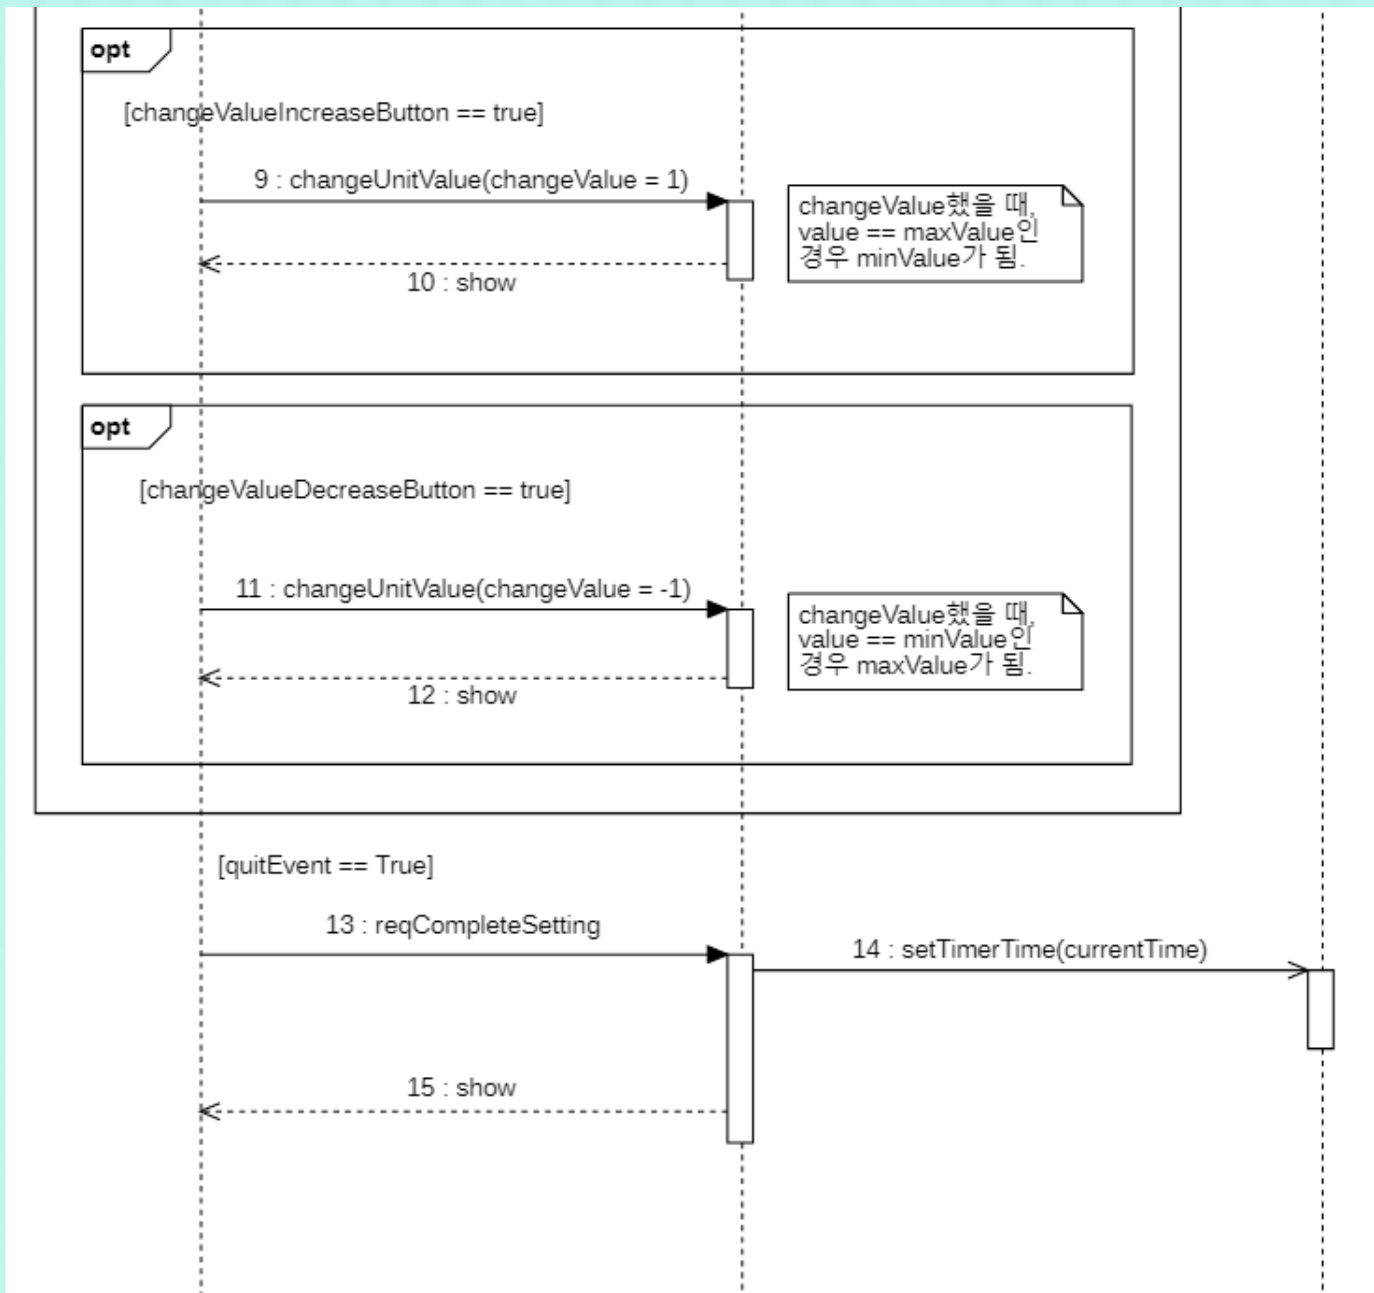 opt
[changeValueIncreaseButton == true]
9 : changeUnitValue(changeValue = 1)
changeValue했을 때,
value == maxValue인
경우 minValue가 됨.
10 : show
opt
[changeValueDecreaseButton == true]
11 : changeUnitValue(changeValue = -1)
changeValue했을 때,
value == minValue인
경우 maxValue가 됨.
12 : show
[quitEvent == True]
13 : reqCompleteSetting
14 : setTimerTime(currentTime)
15 : show